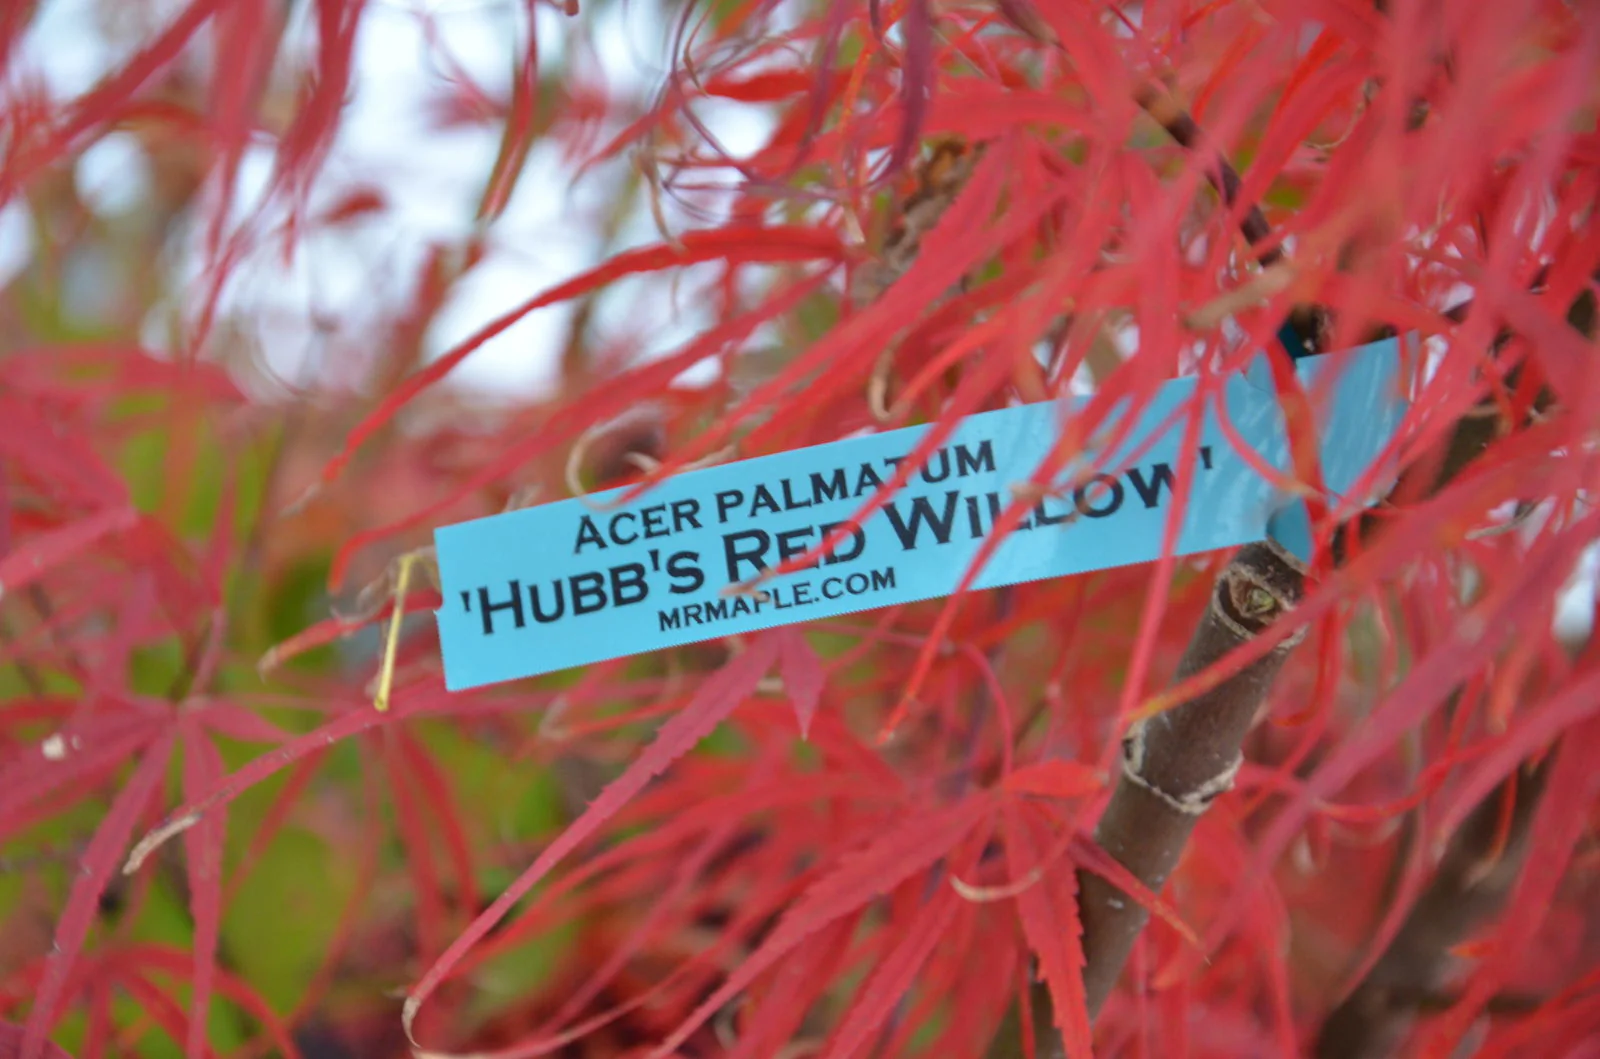 ACER PALMATUM
'HUBB'S RED WILLOW'
MRMAPLE.COM